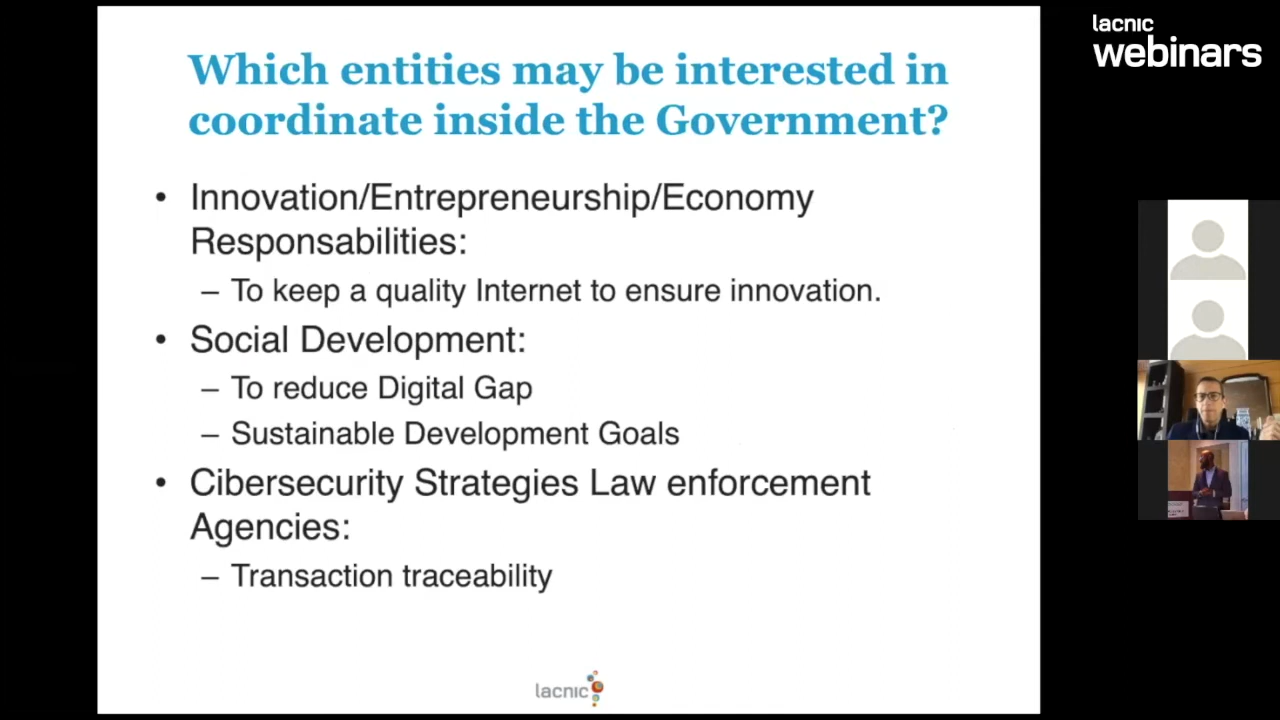 lacnic
webinars
Which entities may be interested in
coordinate inside the Government?
• Innovation/Entrepreneurship/Economy
Responsabilities:
– To keep a quality Internet to ensure innovation.
• Social Development:
– To reduce Digital Gap
– Sustainable Development Goals
• Cibersecurity Strategies Law enforcement
Agencies:
– Transaction traceability
lacnic